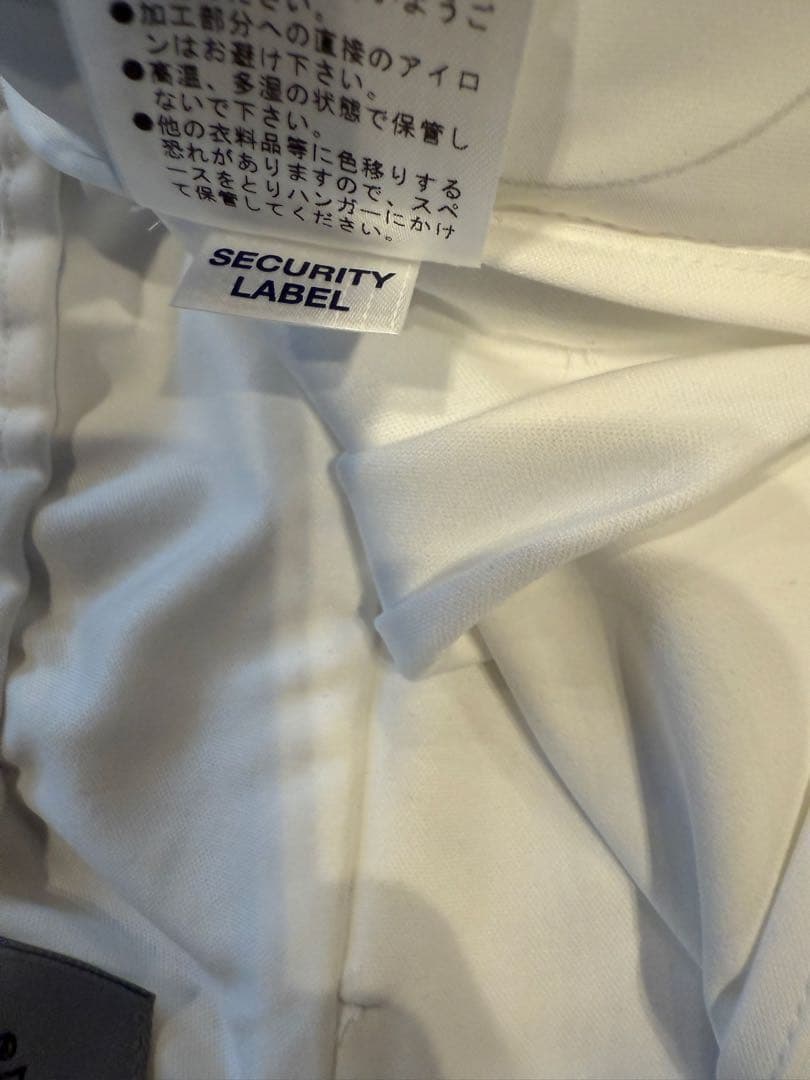 ようご
●加工部分への直接のアイロ
ンはお避け下さい。
●高温、多湿の状態で保管し
ないで下さい。
●他の衣料品等に色移りする
恐れがありますので、スペ
ースをとりハンガーにかけ
て保管してください。
SECURITY
LABEL